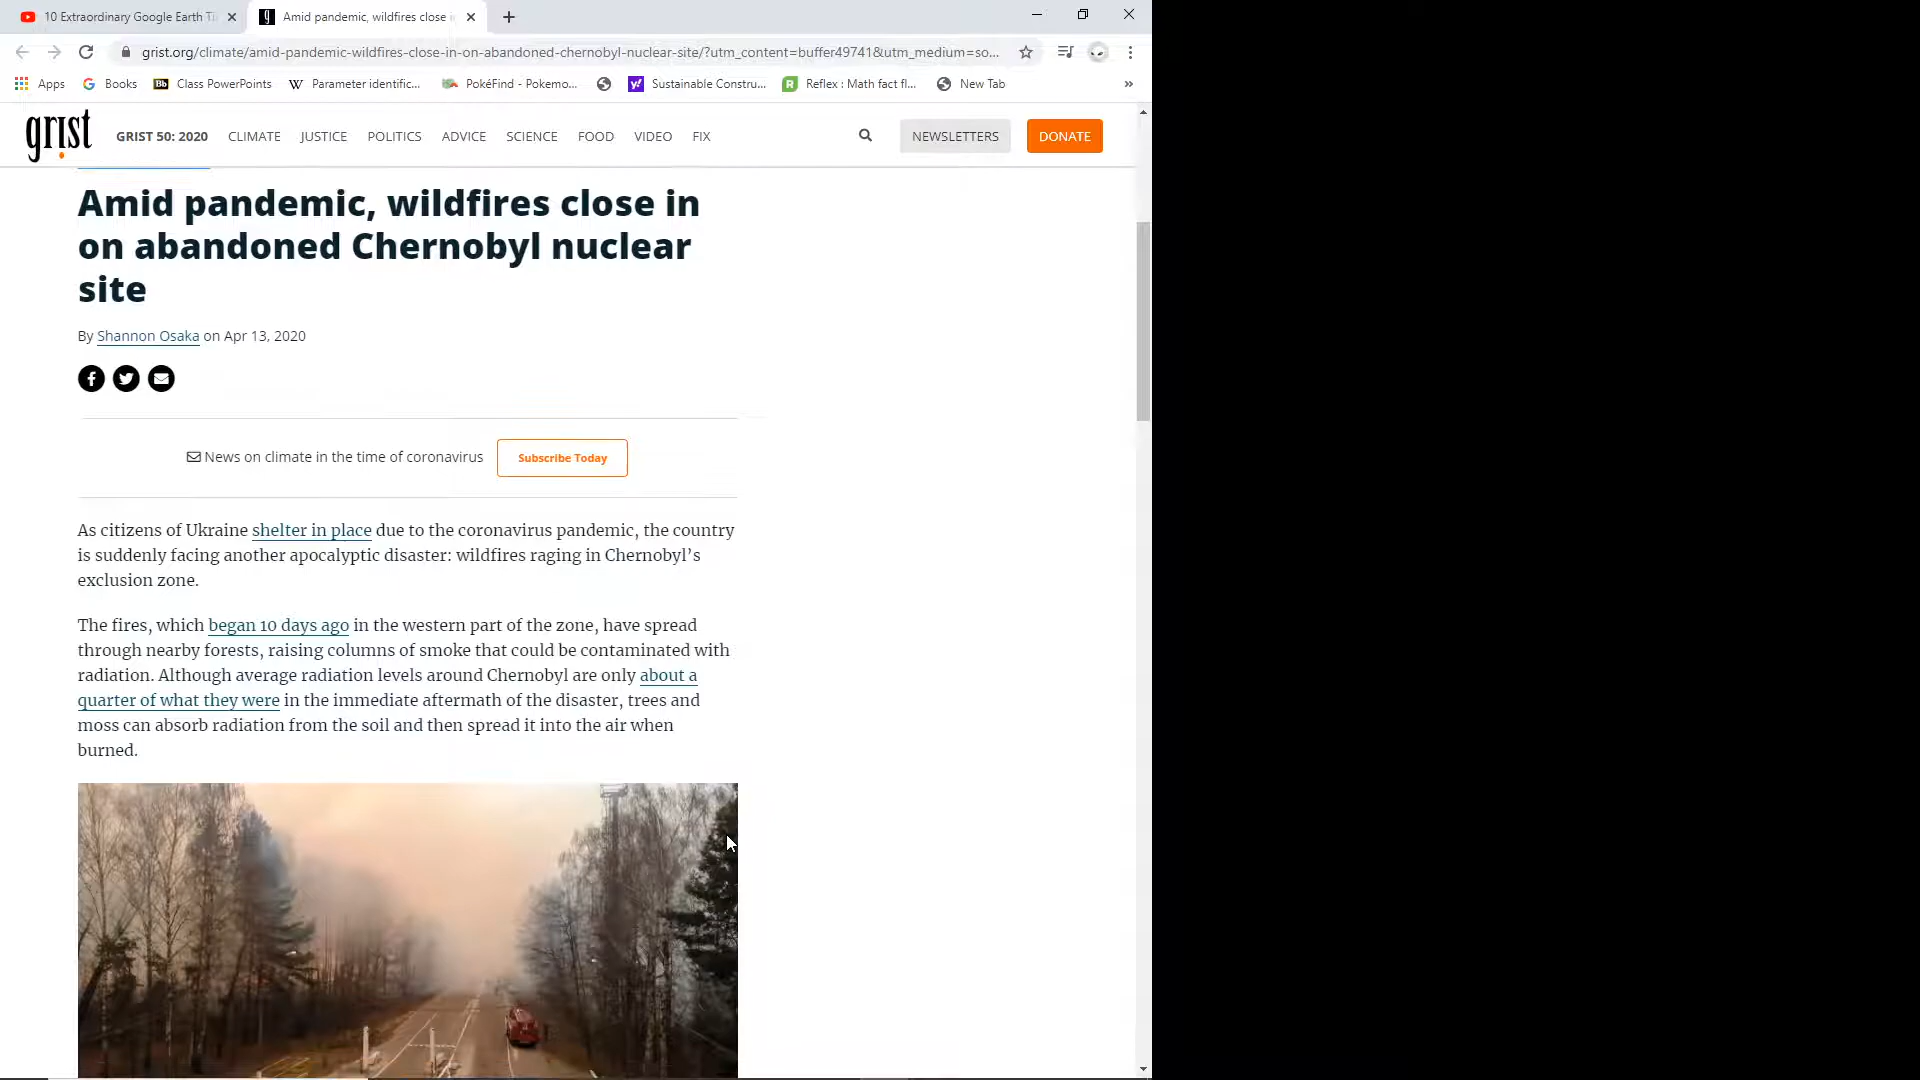 10 Extraordinary Google Earth Ti
Amid pandemic, wildfires close i
grist.org/climate/amid-pandemic-wildfires-close-in-on-abandoned-chernobyl-nuclear-site/?utm_content=buffer49741&utm_medium=so...
Apps Books Bb Class PowerPoints W Parameter identific... PokéFind - Pokemo... y! Sustainable Constru... R Reflex : Math fact fl... New Tab »
grist GRIST 50: 2020 CLIMATE JUSTICE POLITICS ADVICE SCIENCE FOOD VIDEO FIX NEWSLETTERS DONATE
Amid pandemic, wildfires close in
on abandoned Chernobyl nuclear
site
By Shannon Osaka on Apr 13, 2020
News on climate in the time of coronavirus Subscribe Today
As citizens of Ukraine shelter in place due to the coronavirus pandemic, the country
is suddenly facing another apocalyptic disaster: wildfires raging in Chernobyl’s
exclusion zone.
The fires, which began 10 days ago in the western part of the zone, have spread
through nearby forests, raising columns of smoke that could be contaminated with
radiation. Although average radiation levels around Chernobyl are only about a
quarter of what they were in the immediate aftermath of the disaster, trees and
moss can absorb radiation from the soil and then spread it into the air when
burned.